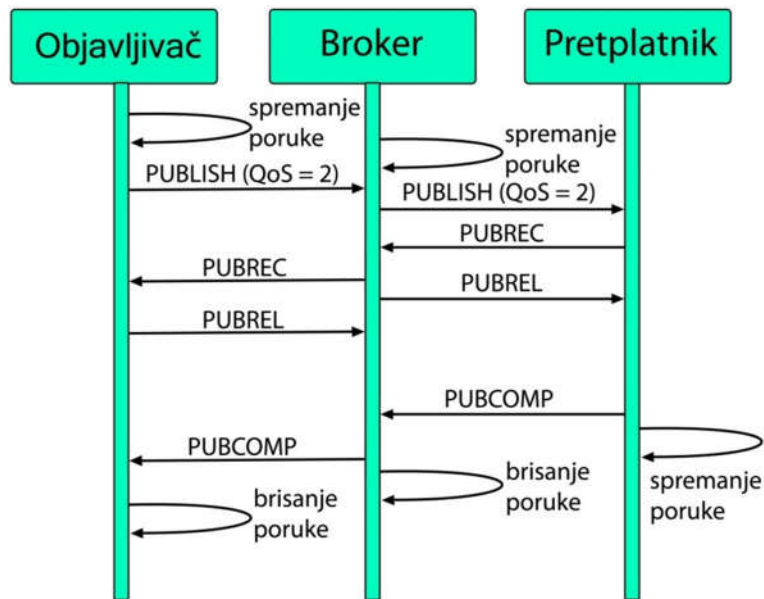 Objavljivač
Broker
Pretplatnik
spremanje
poruke
spremanje
poruke
PUBLISH (QoS = 2)
PUBLISH (QoS = 2)
PUBREC
PUBREC
PUBREL
PUBREL
PUBCOMP
PUBCOMP
spremanje
poruke
brisanje
poruke
brisanje
poruke